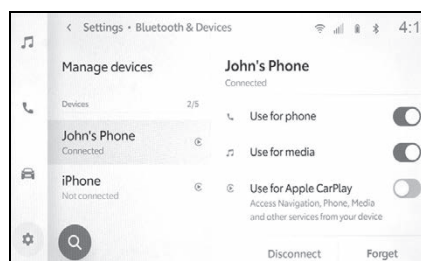 < Settings • Bluetooth & Devices 4:1
Manage devices
Devices 2/5
John's Phone
Connected
iPhone
Not connected
John's Phone
Connected
Use for phone
Use for media
Use for Apple CarPlay
Access Navigation, Phone, Media
and other services from your device
Disconnect Forget